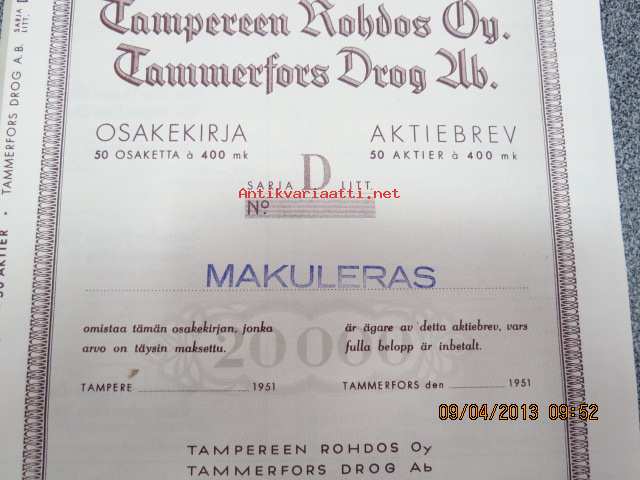 Tampereen Rohdos Oy.
Tammerfors Drog Ab.
OSAKEKIRJA
50 OSAKETTA à 400 mk
AKTIEBREV
50 AKTIER à 400 mk
SARJA D LITT.
Antikvariaatti.net
No.
MAKULERAS
omistaa tämän osakekirjan, jonka
arvo on täysin maksettu.
är ägare av detta aktiebrev, vars
fulla belopp är inbetalt.
20000
TAMPERE 1951
TAMMERFORS den 1951
TAMPEREEN ROHDOS Oy
TAMMERFORS DROG Ab
50 AKTIER • TAMMERFORS DROG A.B. SARJA LITT. D
09/04/2013 09:52